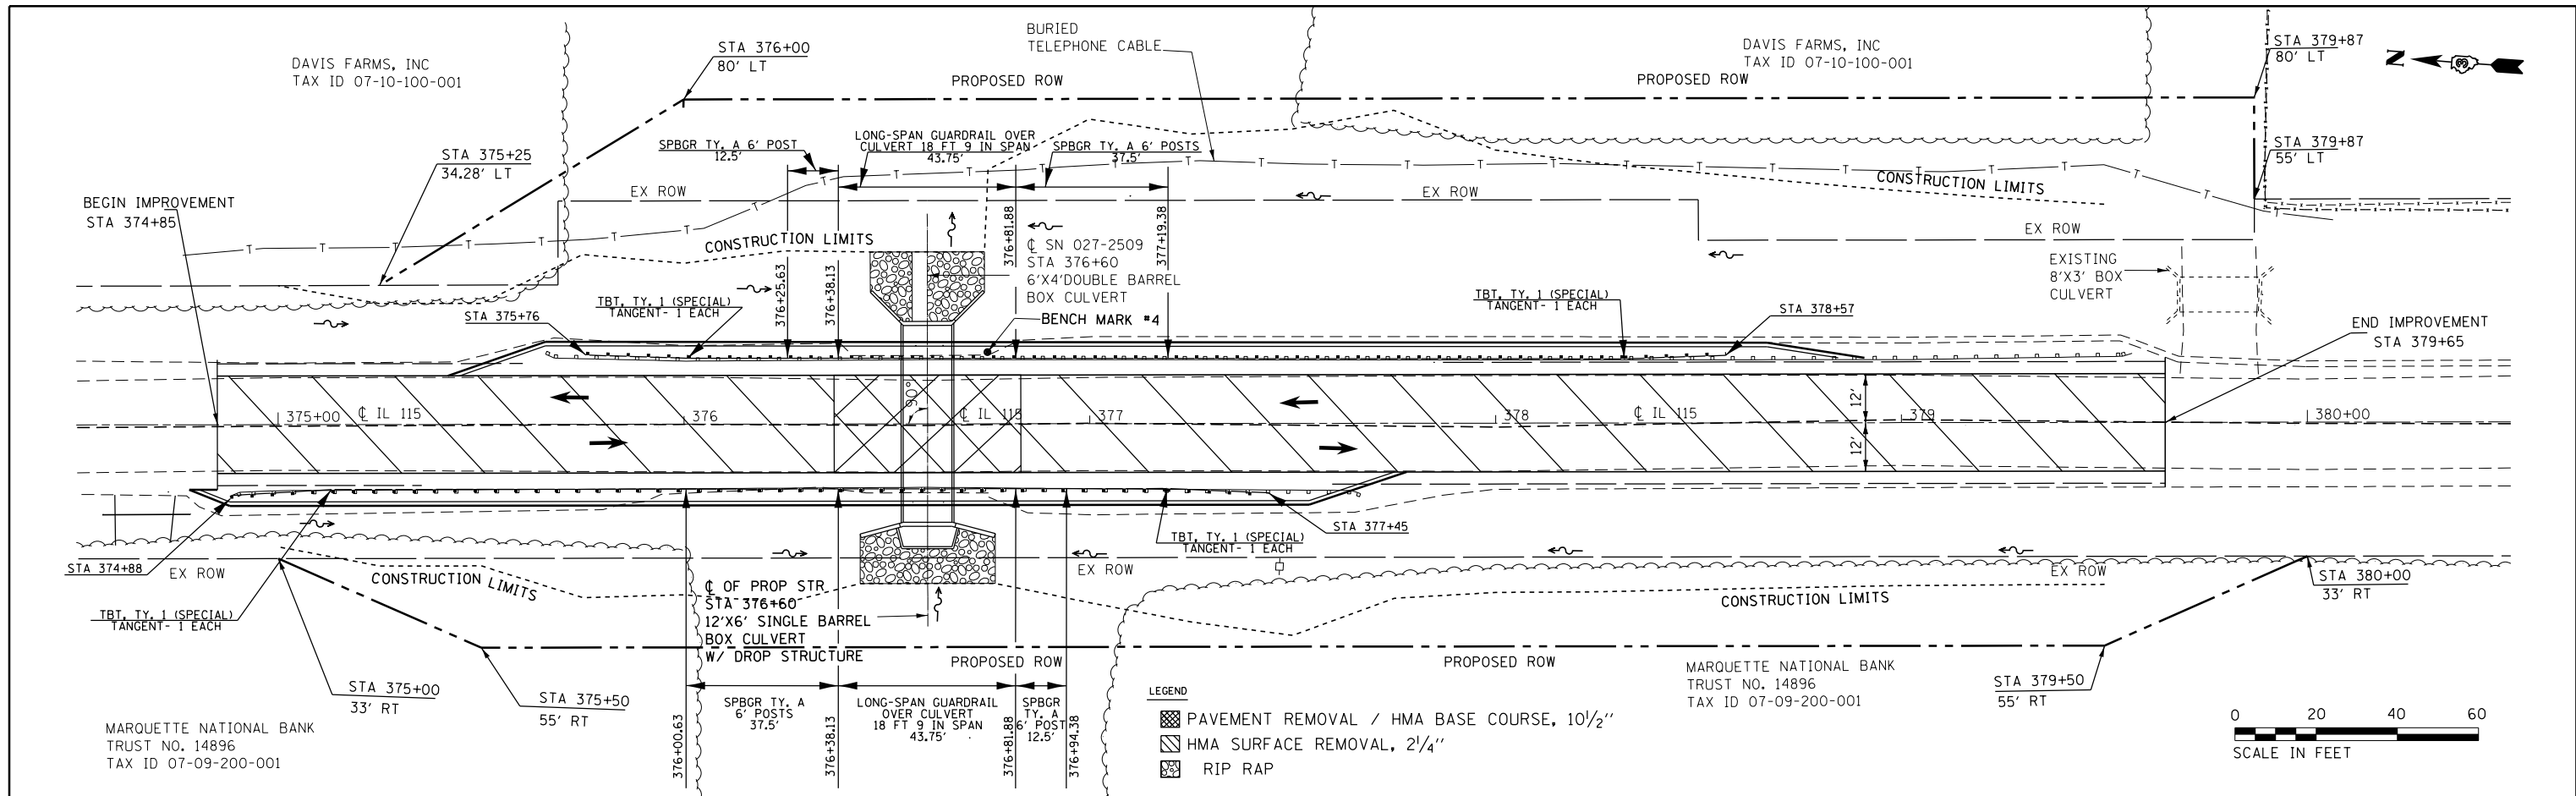 DAVIS FARMS, INC
TAX ID 07-10-100-001
STA 376+00
80' LT
PROPOSED ROW
BURIED
TELEPHONE CABLE
DAVIS FARMS, INC
TAX ID 07-10-100-001
PROPOSED ROW
STA 379+87
80' LT
N
STA 375+25
34.28' LT
SPBGR TY. A 6' POST
12.5'
LONG-SPAN GUARDRAIL OVER
CULVERT 18 FT 9 IN SPAN
43.75'
SPBGR TY. A 6' POSTS
37.5'
STA 379+87
55' LT
BEGIN IMPROVEMENT
STA 374+85
EX ROW
EX ROW
CONSTRUCTION LIMITS
EX ROW
T T T T T T T T T T T T T T T T T T T T T T T T T T T T
CONSTRUCTION LIMITS
376+25.63
376+38.13
376+81.88
377+19.38
℄ SN 027-2509
STA 376+60
6'X4'DOUBLE BARREL
BOX CULVERT
BENCH MARK #4
EXISTING
8'X3' BOX
CULVERT
STA 375+76
TBT, TY. 1 (SPECIAL)
TANGENT- 1 EACH
TBT, TY. 1 (SPECIAL)
TANGENT- 1 EACH
STA 378+57
END IMPROVEMENT
STA 379+65
375+00
℄ IL 115
376
90°
℄ IL 115
377
378
℄ IL 115
379
380+00
12'
12'
STA 374+88
EX ROW
TBT, TY. 1 (SPECIAL)
TANGENT- 1 EACH
CONSTRUCTION LIMITS
℄ OF PROP STR
STA 376+60
12'X6' SINGLE BARREL
BOX CULVERT
W/ DROP STRUCTURE
EX ROW
TBT, TY. 1 (SPECIAL)
TANGENT- 1 EACH
STA 377+45
EX ROW
CONSTRUCTION LIMITS
STA 380+00
33' RT
STA 375+00
33' RT
STA 375+50
55' RT
PROPOSED ROW
PROPOSED ROW
STA 379+50
55' RT
MARQUETTE NATIONAL BANK
TRUST NO. 14896
TAX ID 07-09-200-001
MARQUETTE NATIONAL BANK
TRUST NO. 14896
TAX ID 07-09-200-001
376+00.63
SPBGR TY. A
6' POSTS
37.5'
376+38.13
LONG-SPAN GUARDRAIL
OVER CULVERT
18 FT 9 IN SPAN
43.75'
376+81.88
SPBGR
TY. A
6' POST
12.5'
376+94.38
LEGEND
PAVEMENT REMOVAL / HMA BASE COURSE, 10 1/2"
HMA SURFACE REMOVAL, 2 1/4"
RIP RAP
0 20 40 60
SCALE IN FEET